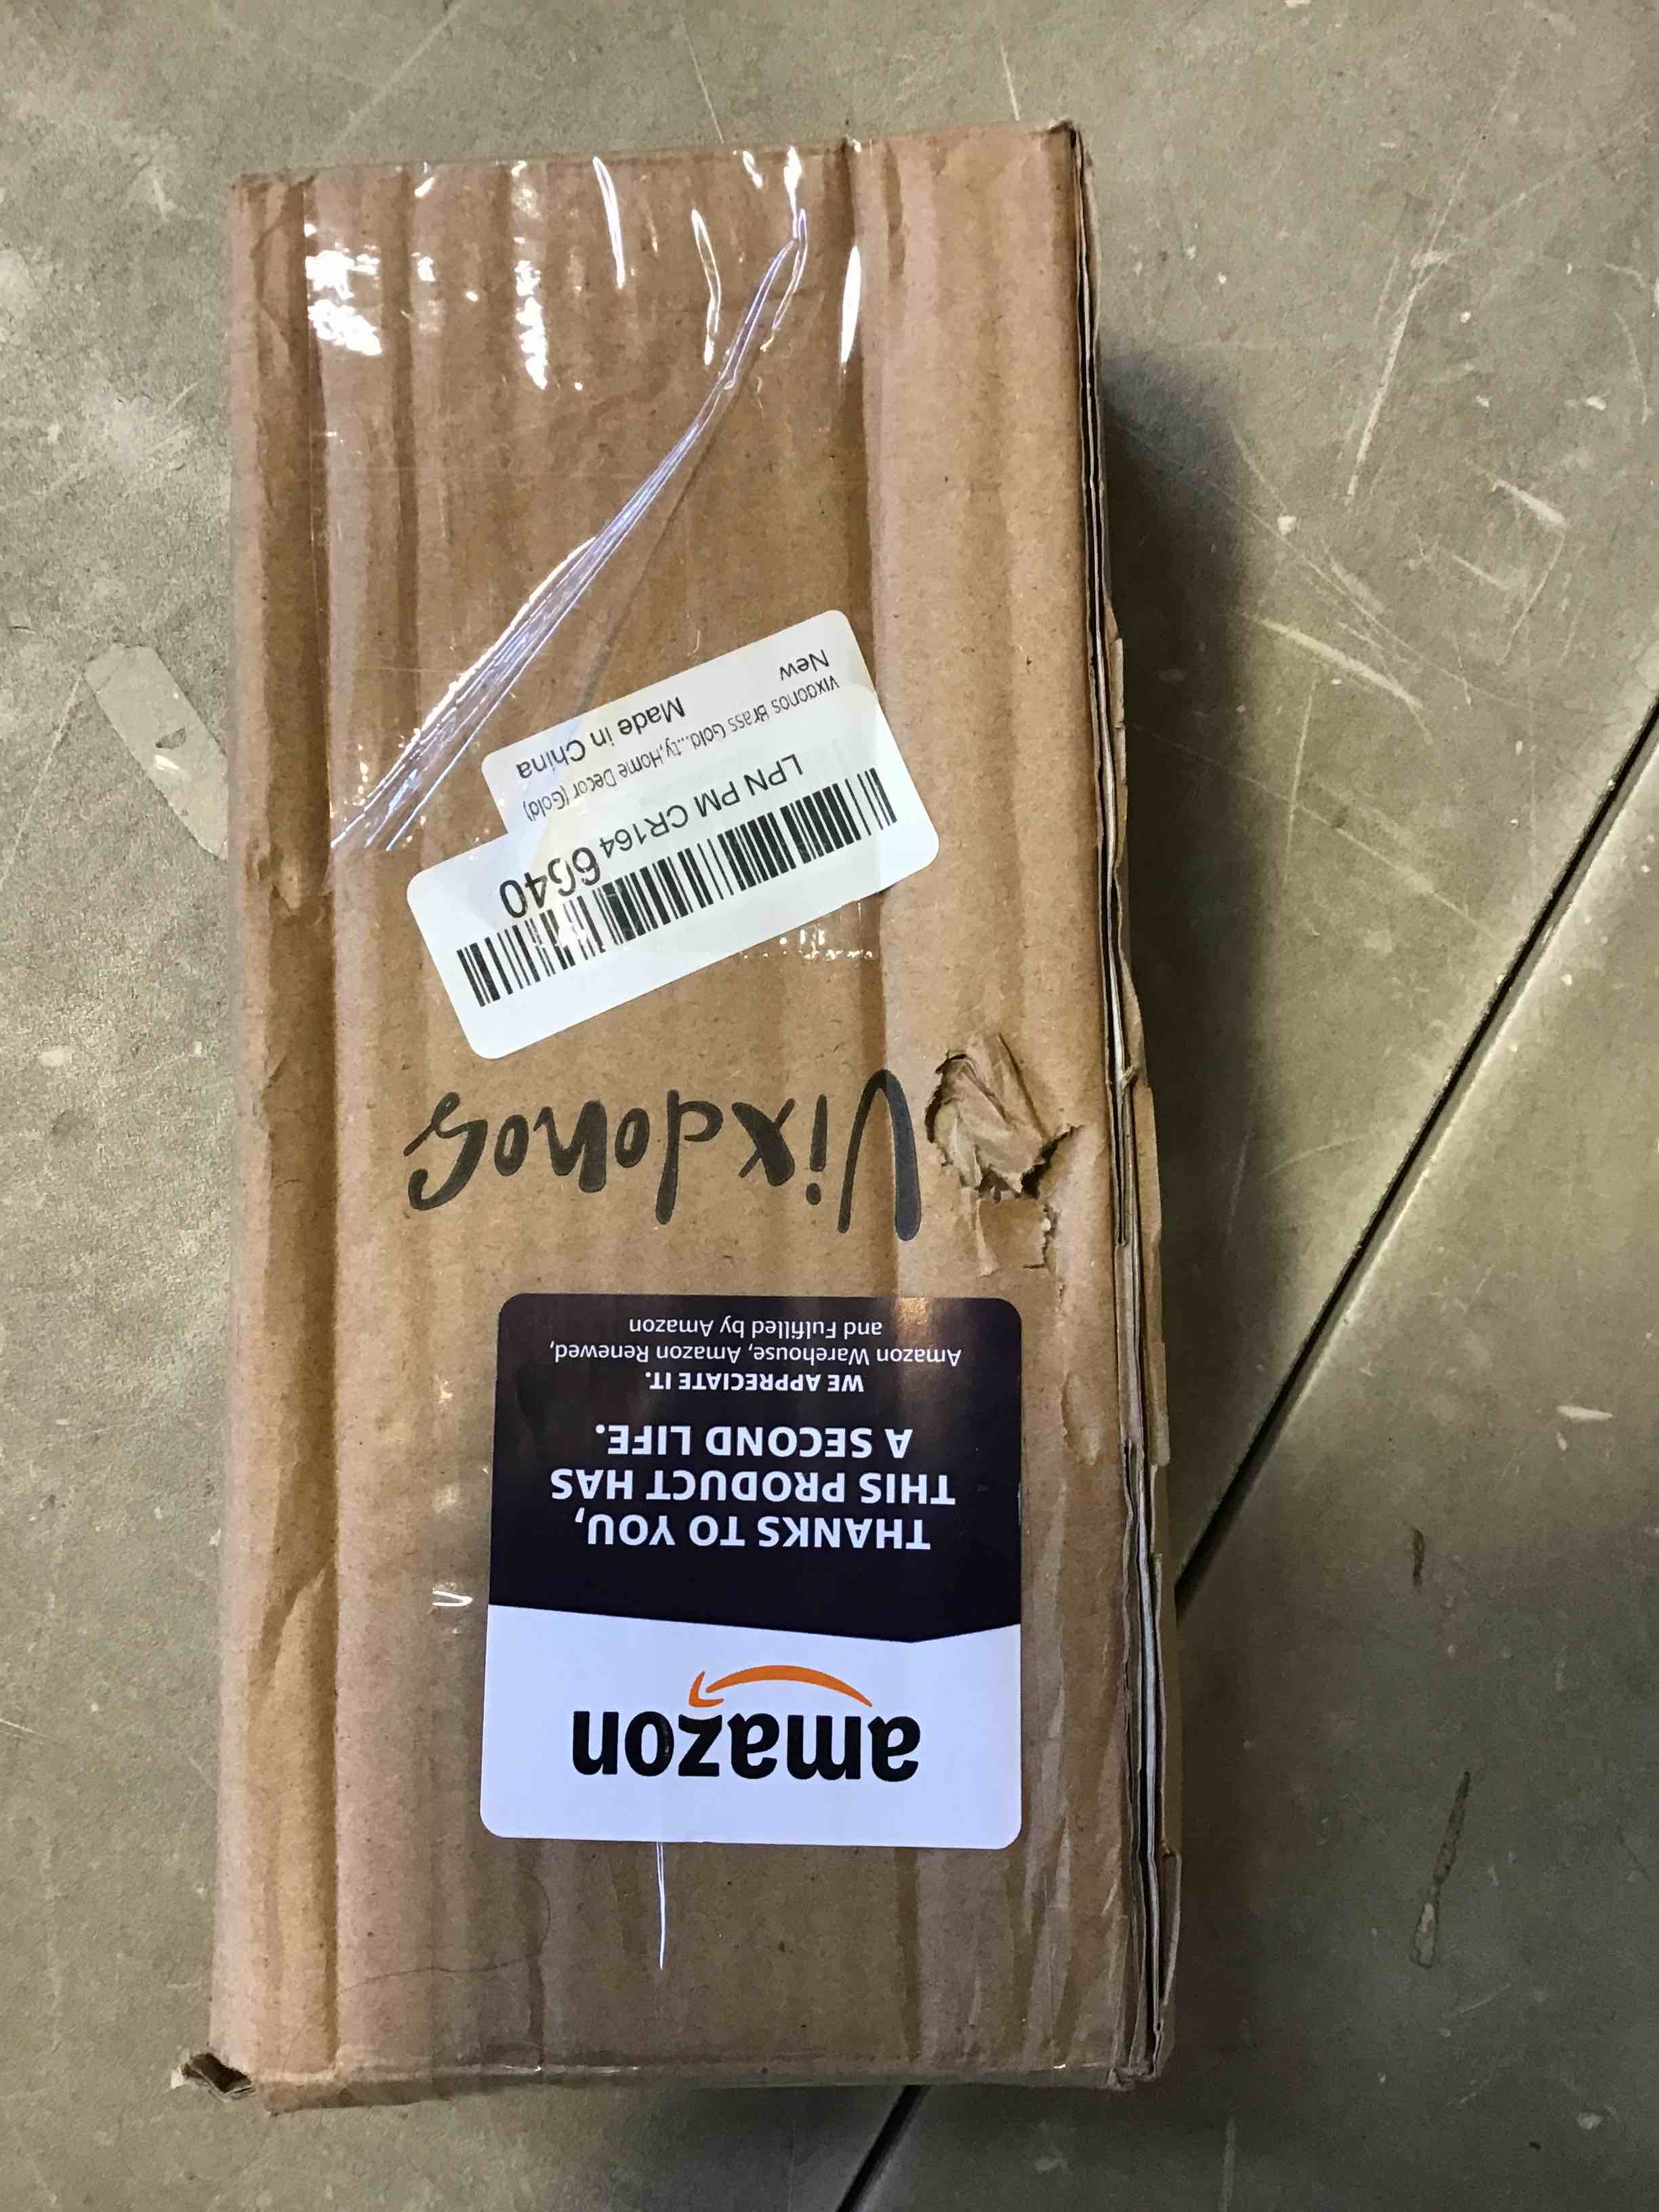 amazon
THANKS TO YOU,
THIS PRODUCT HAS
A SECOND LIFE.
WE APPRECIATE IT.
Amazon Warehouse, Amazon Renewed,
and Fulfilled by Amazon
Vixdonos
LPN PM CR164 6G40
Vixdonos Brass Gold...ty,Home Decor (Gold)
New
Made in China